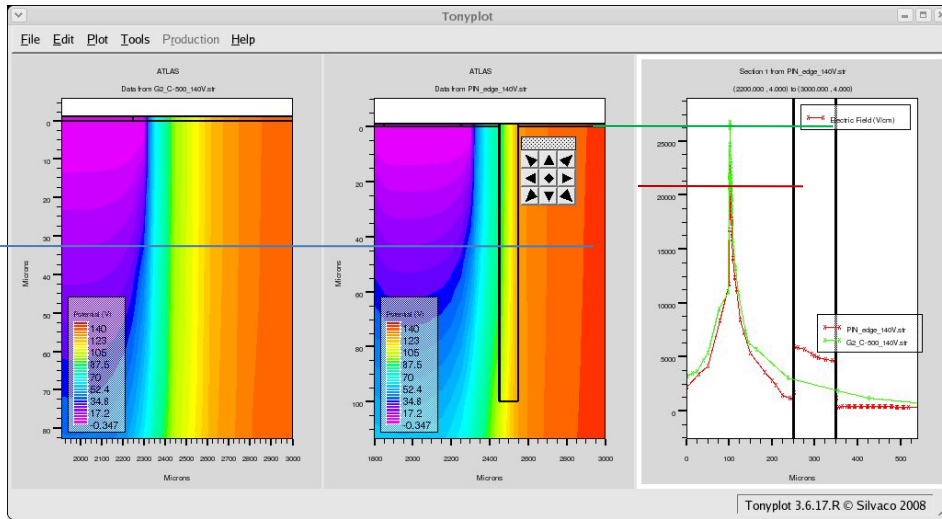 Tonyplot
File Edit Plot Tools Production Help
ATLAS
Data from G2_C-500_140V.str
0
10
20
30
40
50
60
70
80
Microns
Potential (V)
140
123
105
87.5
70
52.4
34.8
17.2
-0.347
2000 2100 2200 2300 2400 2500 2600 2700 2800 2900 3000
Microns
ATLAS
Data from PIN_edge_140V.str
0
20
40
60
80
100
Microns
Potential (V)
140
123
105
87.5
70
52.4
34.8
17.2
-0.347
1800 2000 2200 2400 2600 2800 3000
Microns
Section 1 from PIN_edge_140V.str
(2200.000 , 4.000) to (3000.000 , 4.000)
Electric Field (V/cm)
25000
20000
15000
10000
5000
0
PIN_edge_140V.str
G2_C-500_140V.str
0 100 200 300 400 500
Microns
Tonyplot 3.6.17.R © Silvaco 2008